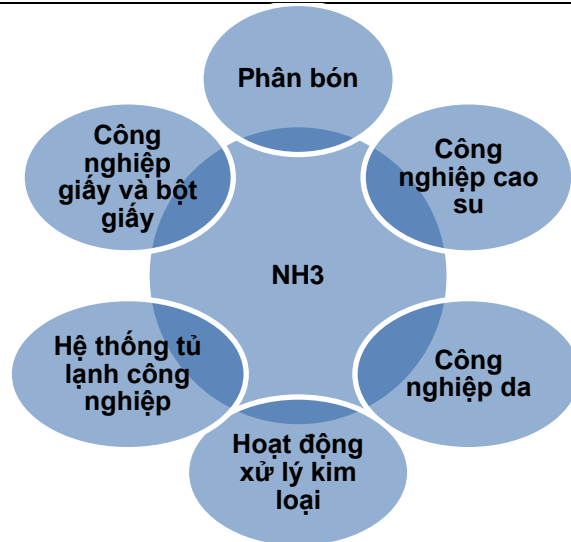 Phân bón
Công
nghiệp
giấy và bột
giấy
Công
nghiệp cao
su
NH3
Hệ thống tủ
lạnh công
nghiệp
Công
nghiệp da
Hoạt động
xử lý kim
loại